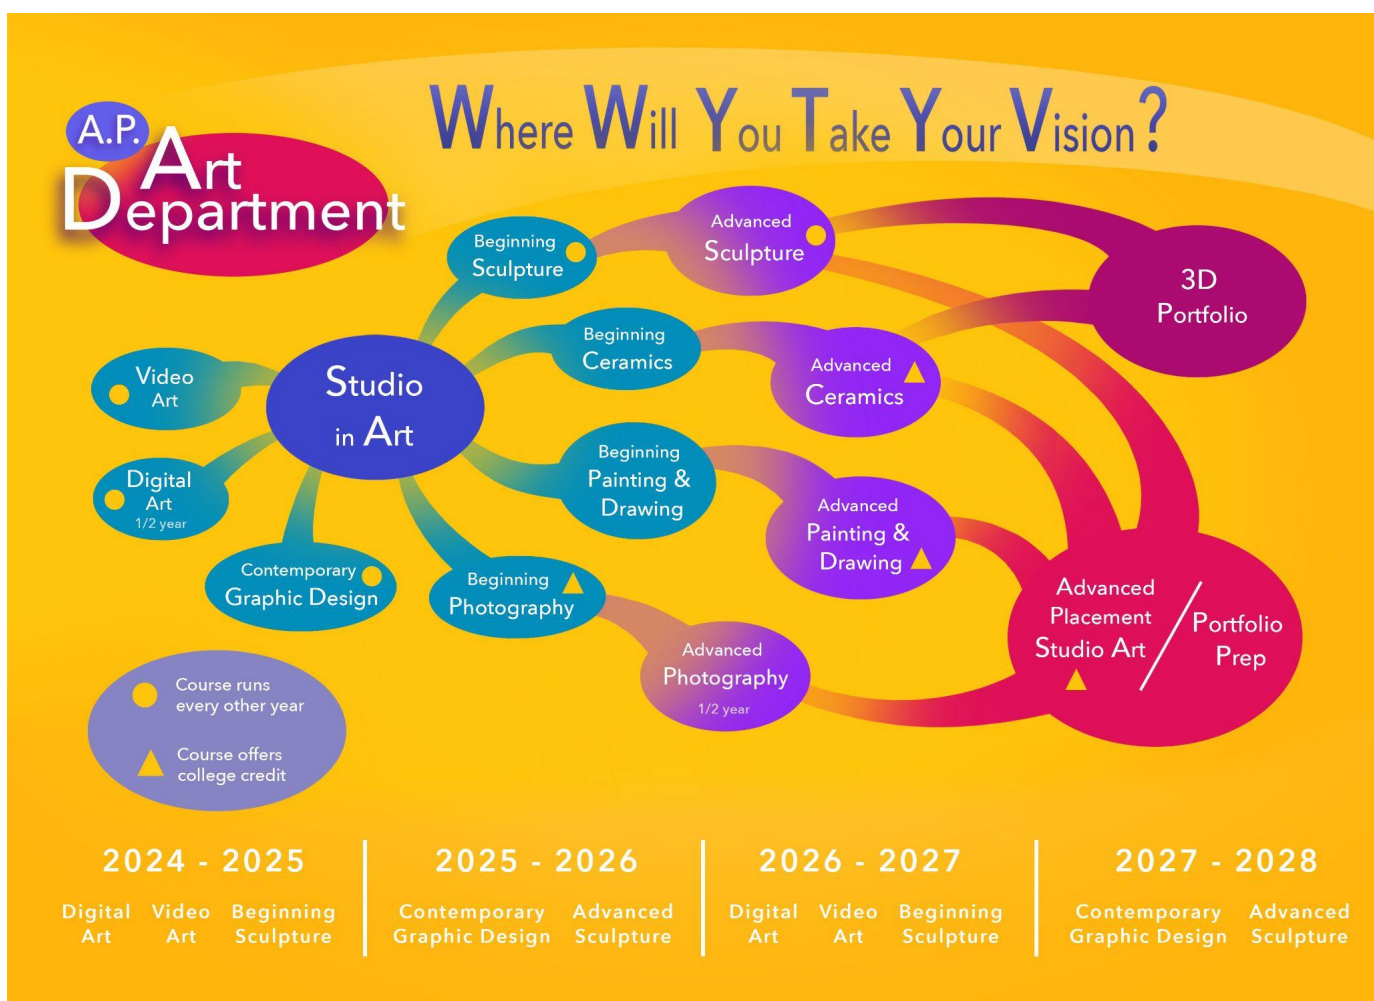 A.P.
Art
Department
Where Will You Take Your Vision?
Beginning
Sculpture
Advanced
Sculpture
3D
Portfolio
Beginning
Ceramics
Advanced
Ceramics
Video
Art
Studio
in Art
Digital
Art
1/2 year
Beginning
Painting &
Drawing
Advanced
Painting &
Drawing
Contemporary
Graphic Design
Beginning
Photography
Advanced
Photography
1/2 year
Advanced
Placement
Studio Art
Portfolio
Prep
Course runs
every other year
Course offers
college credit
2024 - 2025
Digital
Art
Video
Art
Beginning
Sculpture
2025 - 2026
Contemporary
Graphic Design
Advanced
Sculpture
2026 - 2027
Digital
Art
Video
Art
Beginning
Sculpture
2027 - 2028
Contemporary
Graphic Design
Advanced
Sculpture